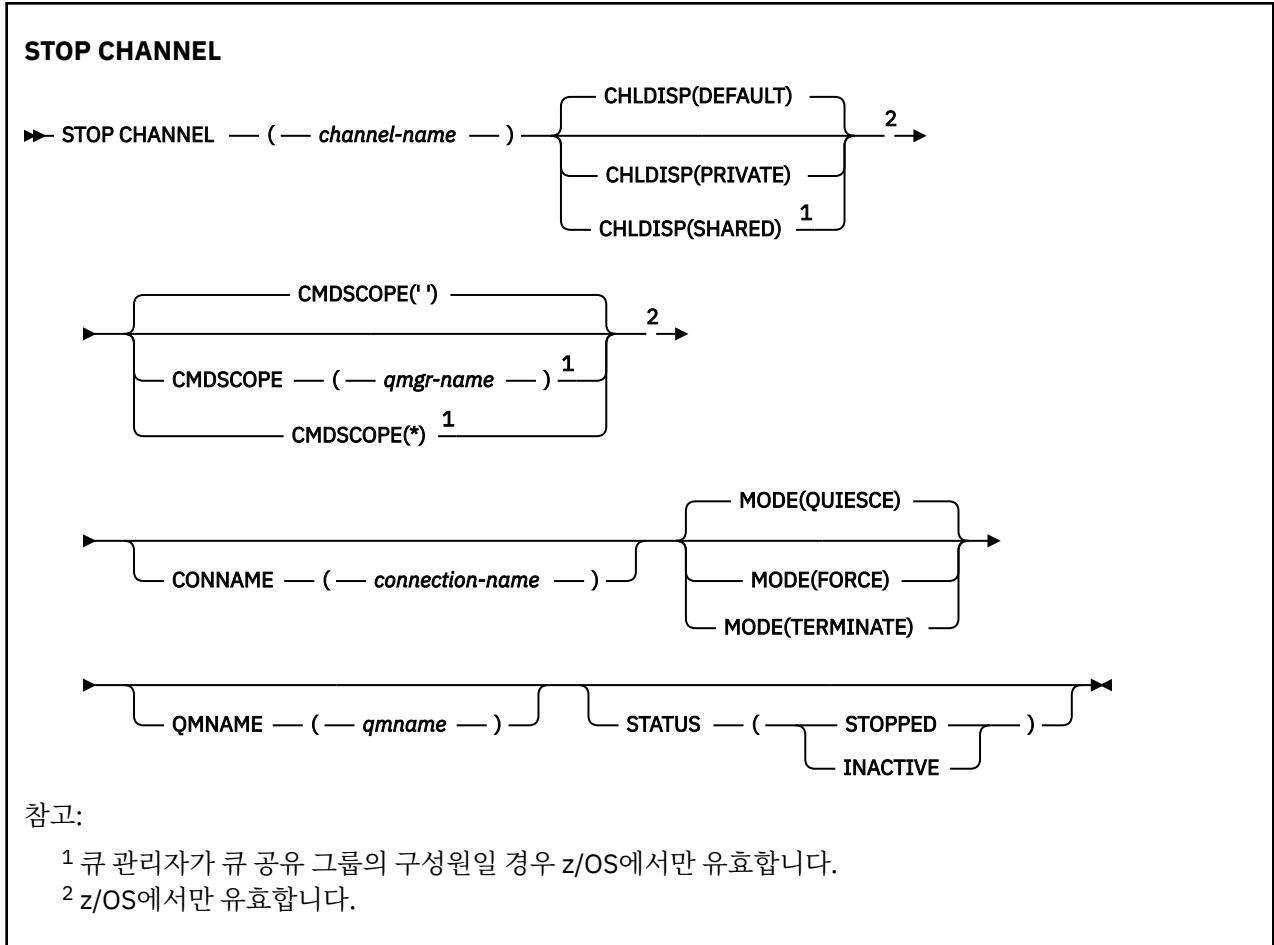 STOP CHANNEL
CHLDISP(DEFAULT)
STOP CHANNEL ( channel-name ) 2
CHLDISP(PRIVATE)
CHLDISP(SHARED) 1
CMDSCOPE(' ')
2
CMDSCOPE ( qmgr-name ) 1
CMDSCOPE(*) 1
MODE(QUIESCE)
CONNAME ( connection-name ) MODE(FORCE)
MODE(TERMINATE)
QMNAME ( qmname ) STATUS ( STOPPED )
INACTIVE
참고:
1 큐 관리자가 큐 공유 그룹의 구성원일 경우 z/OS에서만 유효합니다.
2 z/OS에서만 유효합니다.